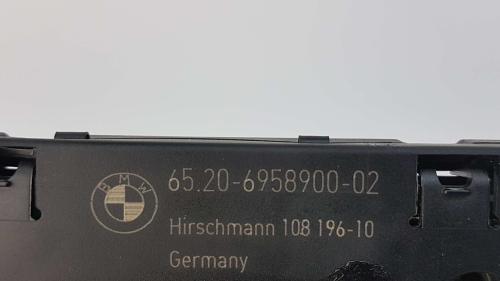 BMW
65.20-6958900-02
Hirschmann 108 196-10
Germany